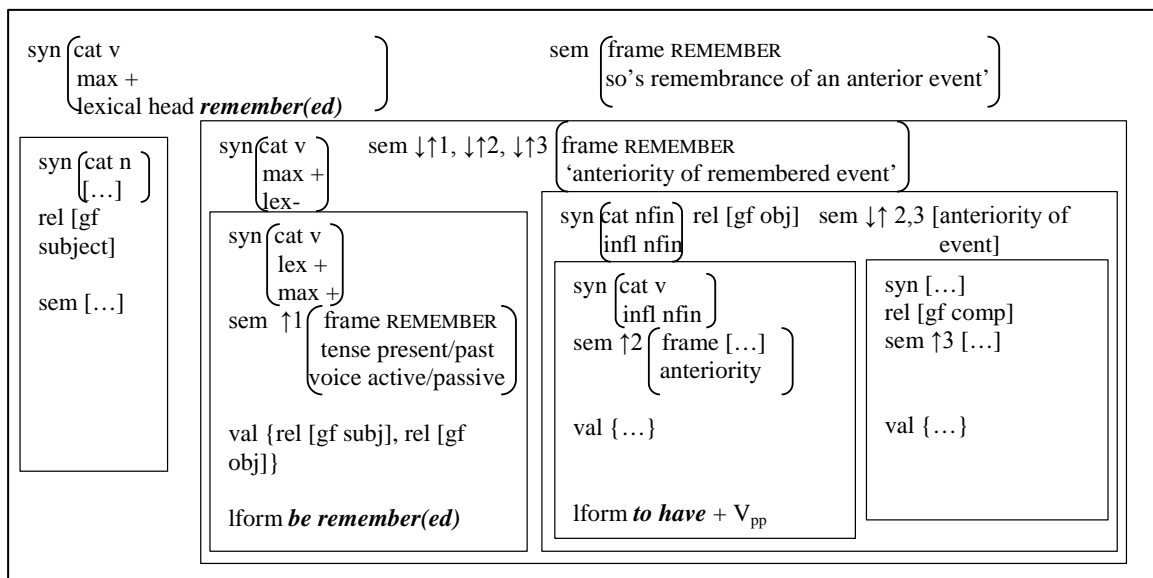 syn cat v
max +
lexical head remember(ed)
sem frame REMEMBER
so's remembrance of an anterior event'
syn cat n
[…]
rel [gf
subject]
sem […]
syn cat v
max +
lex-
sem ↓↑1, ↓↑2, ↓↑3 frame REMEMBER
'anteriority of remembered event'
syn cat v
lex +
max +
sem ↑1 frame REMEMBER
tense present/past
voice active/passive
val {rel [gf subj], rel [gf
obj]}
lform be remember(ed)
syn cat nfin rel [gf obj] sem ↓↑ 2,3 [anteriority of
infl nfin event]
syn cat v
infl nfin
sem ↑2 frame […]
anteriority
val {…}
lform to have + Vpp
syn […]
rel [gf comp]
sem ↑3 […]
val {…}